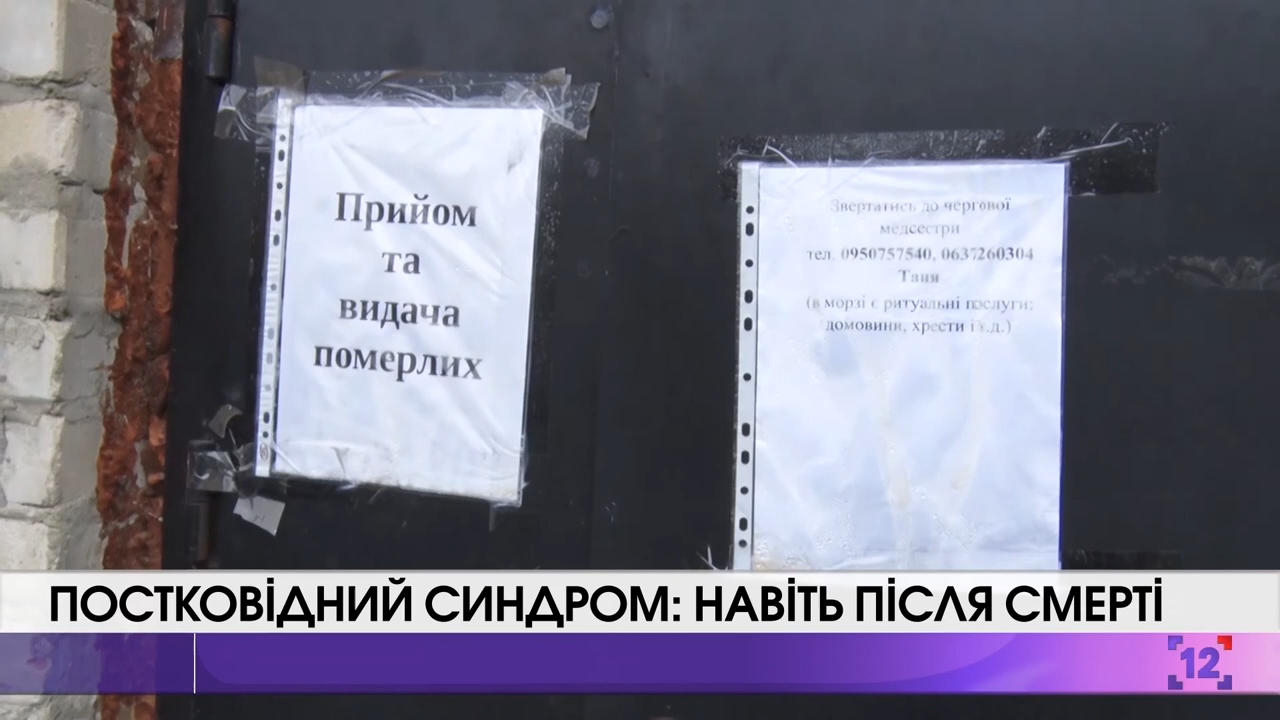 Прийом
та
видача
померлих
Звертатись до чергової
медсестри
тел. 0950757540, 0637260304
Таня
(в морзі є ритуальні послуги:
домовини, хрести і т.д.)
ПОСТКОВІДНИЙ СИНДРОМ: НАВІТЬ ПІСЛЯ СМЕРТІ
12